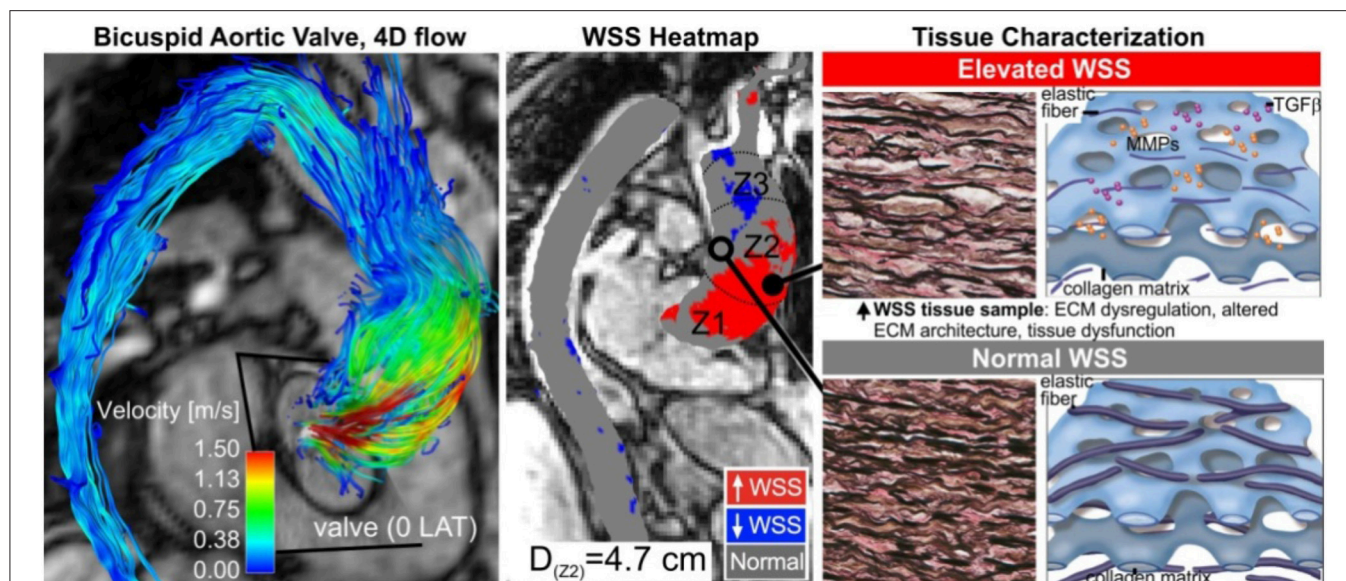 Bicuspid Aortic Valve, 4D flow
WSS Heatmap
Tissue Characterization
Elevated WSS
elastic
fiber
TGFβ
MMPs
collagen matrix
↑ WSS tissue sample: ECM dysregulation, altered
ECM architecture, tissue dysfunction
Normal WSS
elastic
fiber
collagen matrix
Z3
Z2
Z1
↑ WSS
↓ WSS
Normal
D(Z2)=4.7 cm
Velocity [m/s]
1.50
1.13
0.75
0.38
0.00
valve (0 LAT)